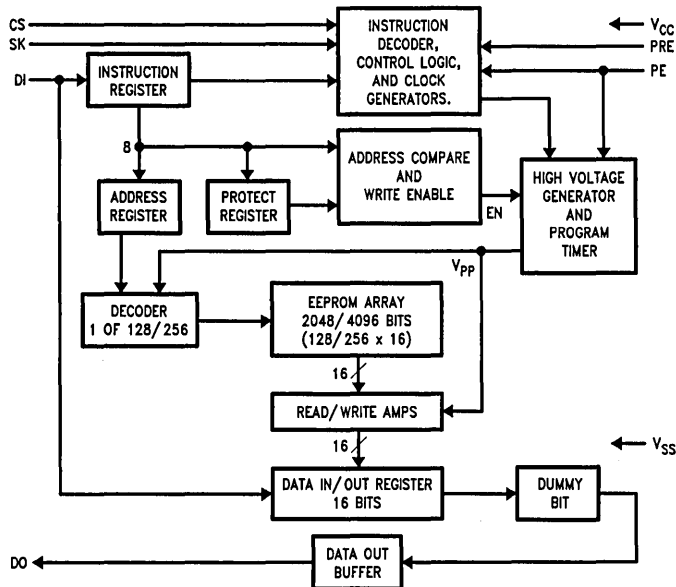 CS
SK
DI
INSTRUCTION
REGISTER
INSTRUCTION
DECODER,
CONTROL LOGIC,
AND CLOCK
GENERATORS.
VCC
PRE
PE
8
ADDRESS
REGISTER
PROTECT
REGISTER
ADDRESS COMPARE
AND
WRITE ENABLE
EN
HIGH VOLTAGE
GENERATOR
AND
PROGRAM
TIMER
VPP
DECODER
1 OF 128/256
EEPROM ARRAY
2048/4096 BITS
(128/256 x 16)
16
READ/WRITE AMPS
16
VSS
DATA IN/OUT REGISTER
16 BITS
DUMMY
BIT
DO
DATA OUT
BUFFER